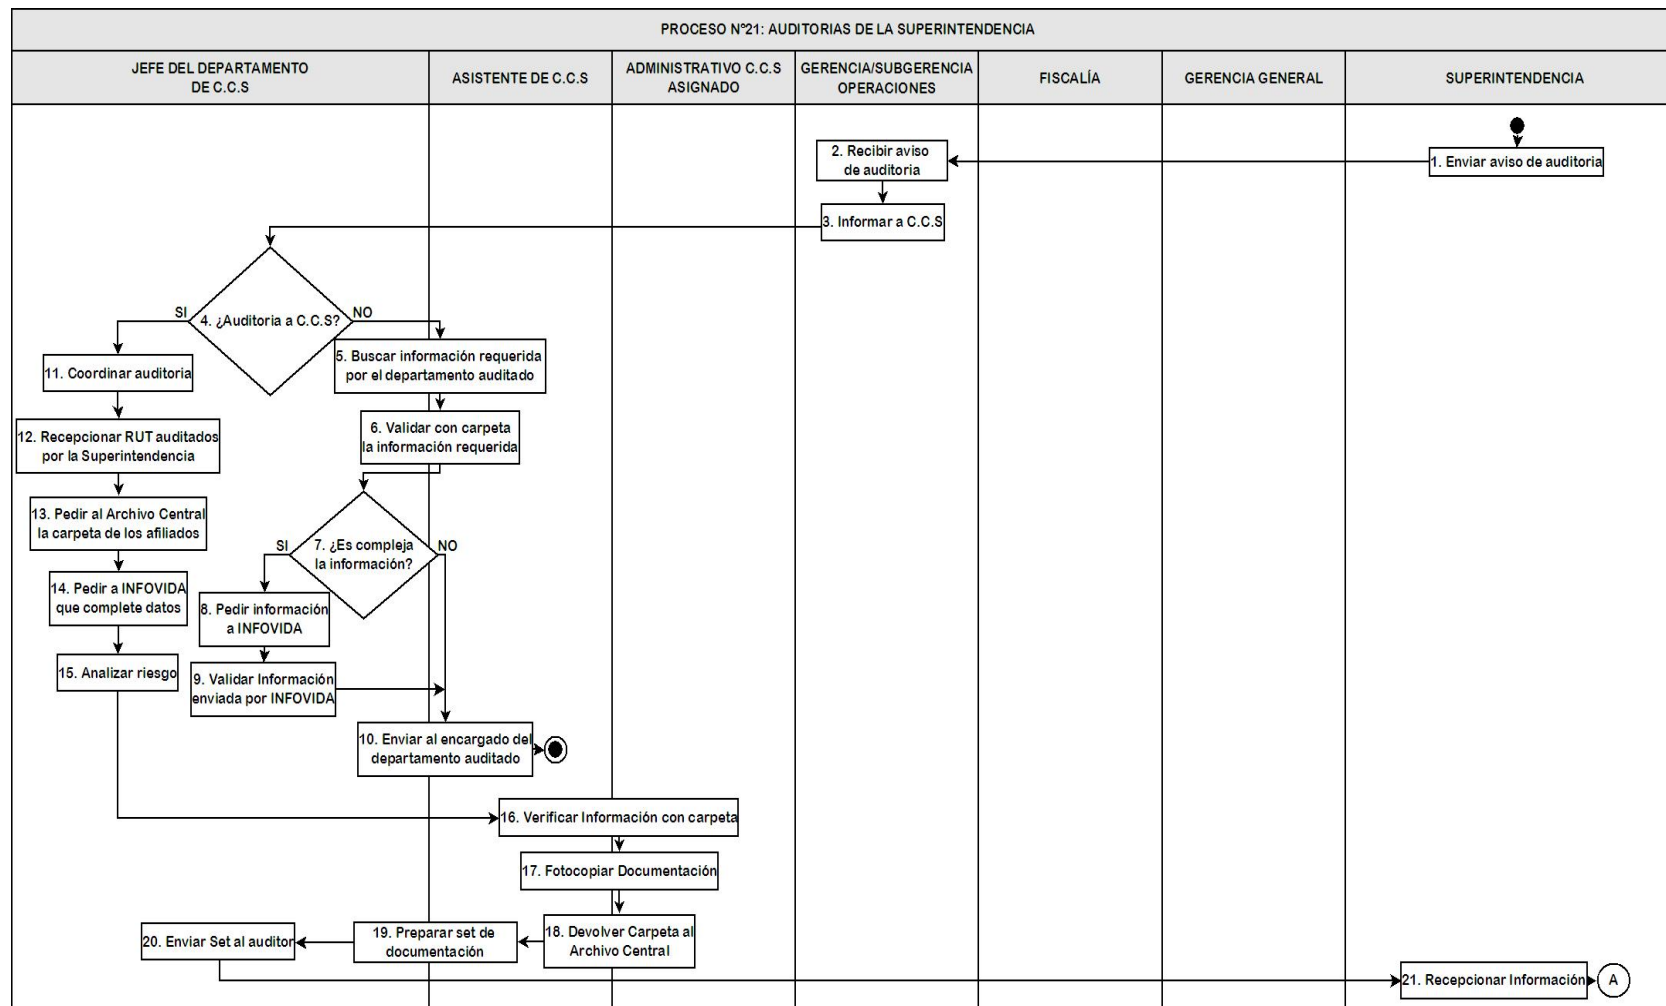 PROCESO Nº21: AUDITORIAS DE LA SUPERINTENDENCIA
JEFE DEL DEPARTAMENTO
DE C.C.S
ASISTENTE DE C.C.S
ADMINISTRATIVO C.C.S
ASIGNADO
GERENCIA/SUBGERENCIA
OPERACIONES
FISCALÍA
GERENCIA GENERAL
SUPERINTENDENCIA
1. Enviar aviso de auditoria
2. Recibir aviso
de auditoria
3. Informar a C.C.S
4. ¿Auditoria a C.C.S?
SI
NO
5. Buscar información requerida
por el departamento auditado
6. Validar con carpeta
la información requerida
7. ¿Es compleja
la información?
SI
NO
8. Pedir información
a INFOVIDA
9. Validar Información
enviada por INFOVIDA
10. Enviar al encargado del
departamento auditado
11. Coordinar auditoria
12. Recepcionar RUT auditados
por la Superintendencia
13. Pedir al Archivo Central
la carpeta de los afiliados
14. Pedir a INFOVIDA
que complete datos
15. Analizar riesgo
16. Verificar Información con carpeta
17. Fotocopiar Documentación
18. Devolver Carpeta al
Archivo Central
19. Preparar set de
documentación
20. Enviar Set al auditor
21. Recepcionar Información
A